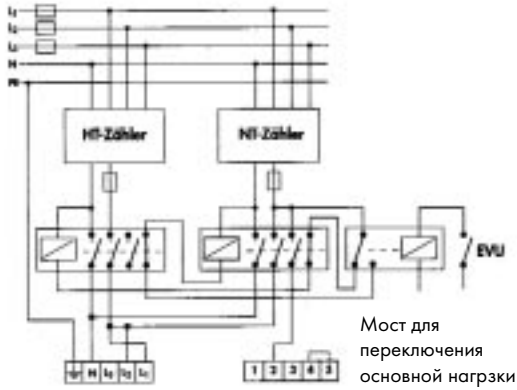 L₁
L₂
L₃
N
PE
HT-Zähler
NT-Zähler
EVU
Мост для
переключения
основной нагрзки
N L₃ L₂ L₁
1 2 3 4 5